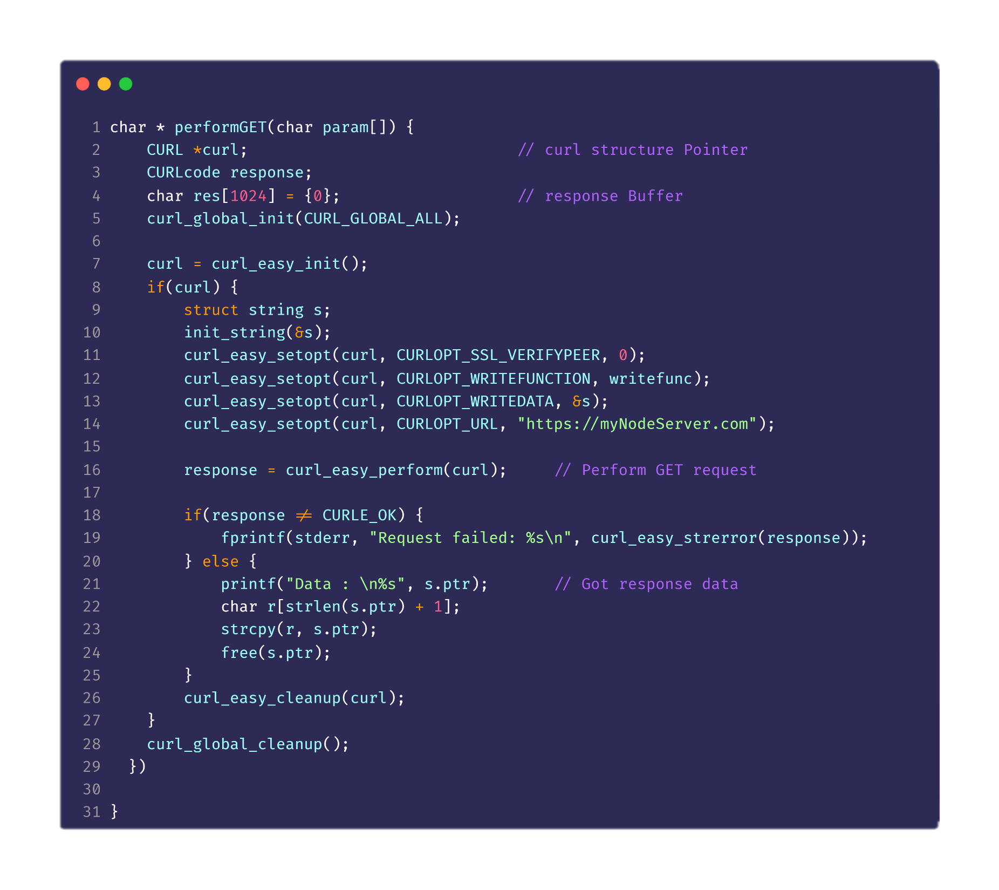 1 char * performGET(char param[]) {
2     CURL *curl;                             // curl structure Pointer
3     CURLcode response;
4     char res[1024] = {0};                   // response Buffer
5     curl_global_init(CURL_GLOBAL_ALL);
6
7     curl = curl_easy_init();
8     if(curl) {
9         struct string s;
10         init_string(&s);
11         curl_easy_setopt(curl, CURLOPT_SSL_VERIFYPEER, 0);
12         curl_easy_setopt(curl, CURLOPT_WRITEFUNCTION, writefunc);
13         curl_easy_setopt(curl, CURLOPT_WRITEDATA, &s);
14         curl_easy_setopt(curl, CURLOPT_URL, "https://myNodeServer.com");
15
16         response = curl_easy_perform(curl);     // Perform GET request
17
18         if(response != CURLE_OK) {
19             fprintf(stderr, "Request failed: %s\n", curl_easy_strerror(response));
20         } else {
21             printf("Data : \n%s", s.ptr);       // Got response data
22             char r[strlen(s.ptr) + 1];
23             strcpy(r, s.ptr);
24             free(s.ptr);
25         }
26         curl_easy_cleanup(curl);
27     }
28     curl_global_cleanup();
29   })
30
31 }